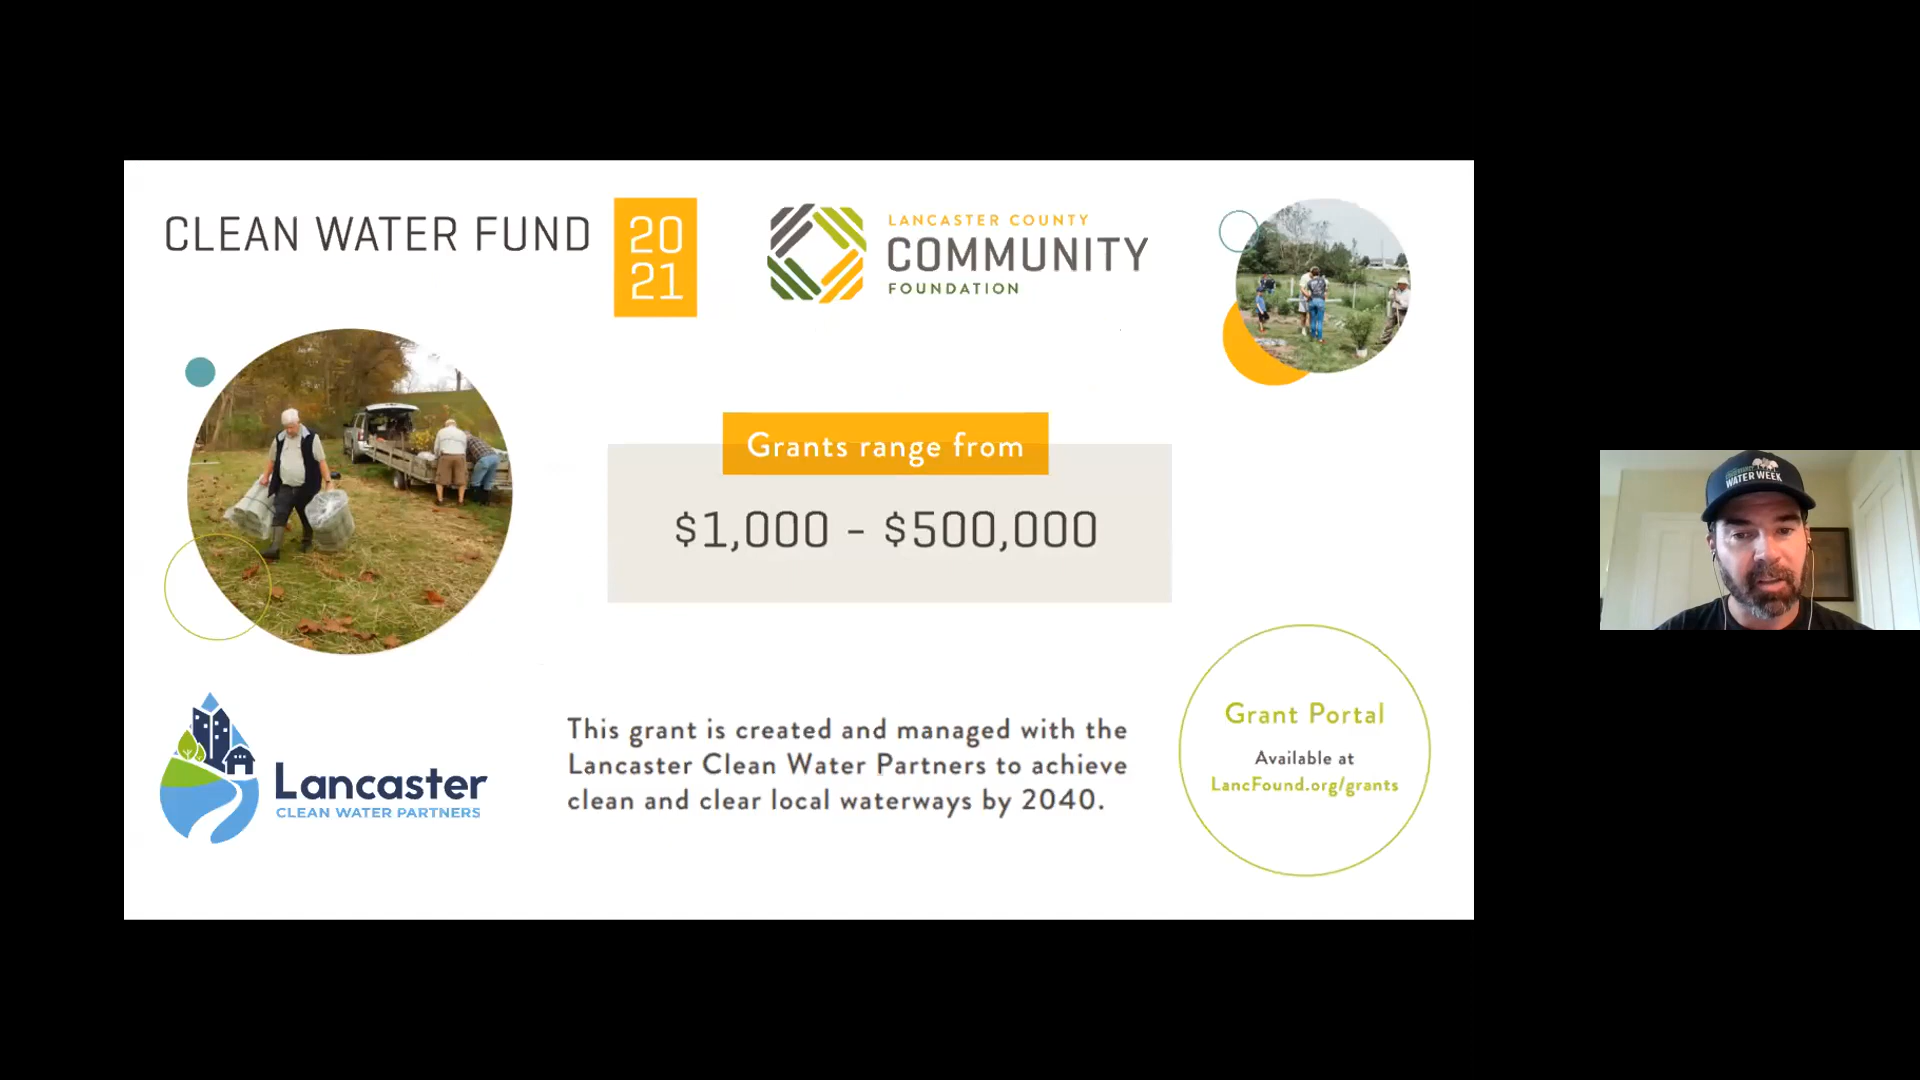 CLEAN WATER FUND
20
21
LANCASTER COUNTY
COMMUNITY
FOUNDATION
Grants range from
$1,000 - $500,000
This grant is created and managed with the
Lancaster Clean Water Partners to achieve
clean and clear local waterways by 2040.
Lancaster
CLEAN WATER PARTNERS
Grant Portal
Available at
LancFound.org/grants
WATER WEEK